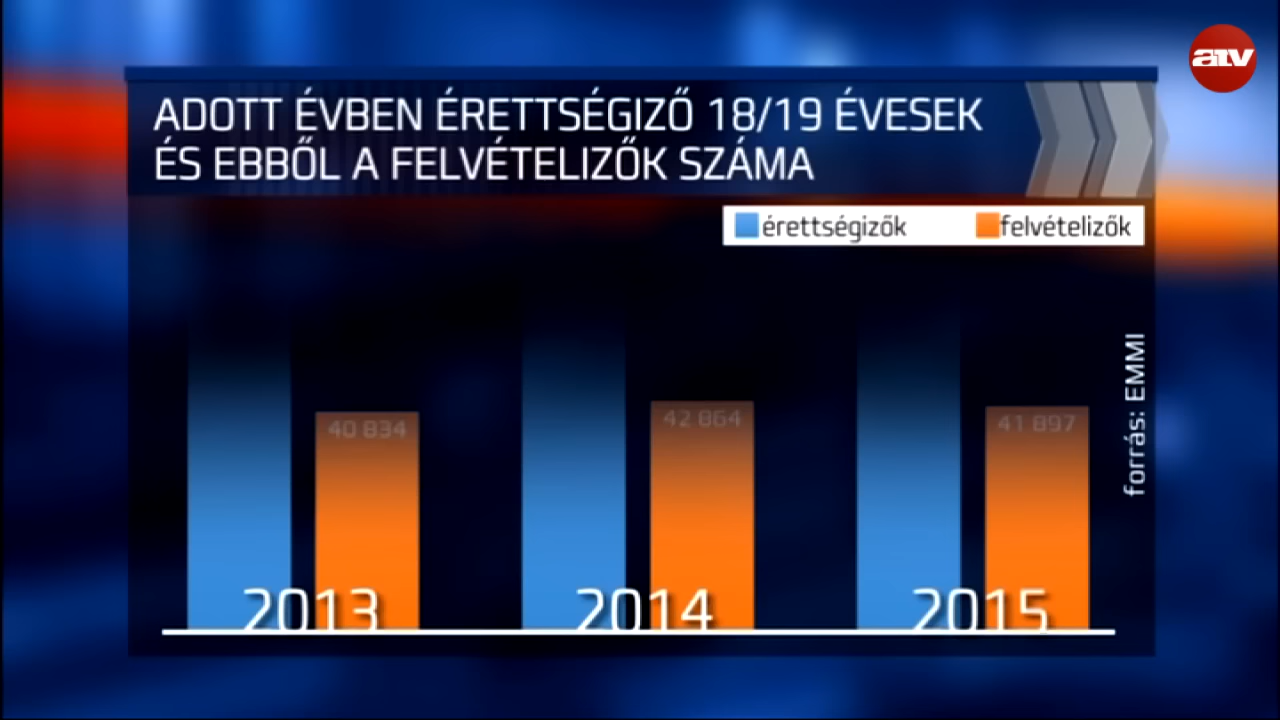 atv
ADOTT ÉVBEN ÉRETTSÉGIZŐ 18/19 ÉVESEK
ÉS EBBŐL A FELVÉTELIZŐK SZÁMA
érettségizők
felvételizők
40 834
42 864
41 897
forrás: EMMI
2013
2014
2015